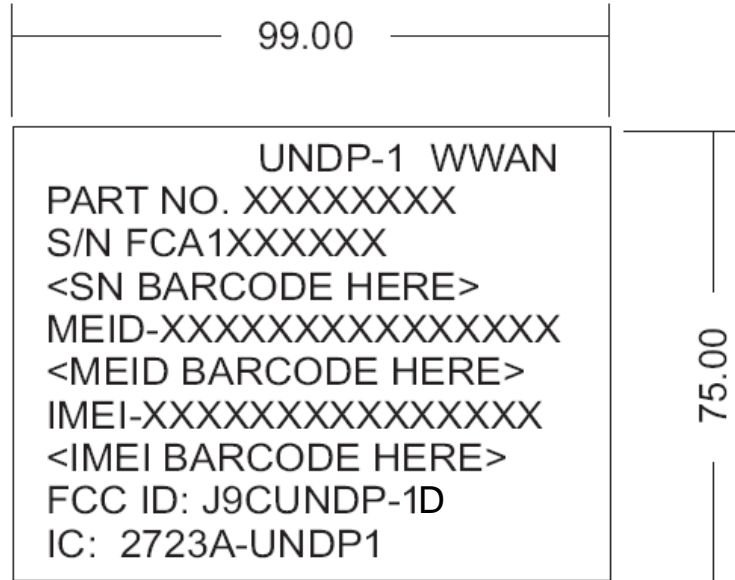 99.00
UNDP-1 WWAN
PART NO. XXXXXXXX
S/N FCA1XXXXXX
<SN BARCODE HERE>
MEID-XXXXXXXXXXXXXXX
<MEID BARCODE HERE>
IMEI-XXXXXXXXXXXXXXX
<IMEI BARCODE HERE>
FCC ID: J9CUNDP-1D
IC: 2723A-UNDP1
75.00